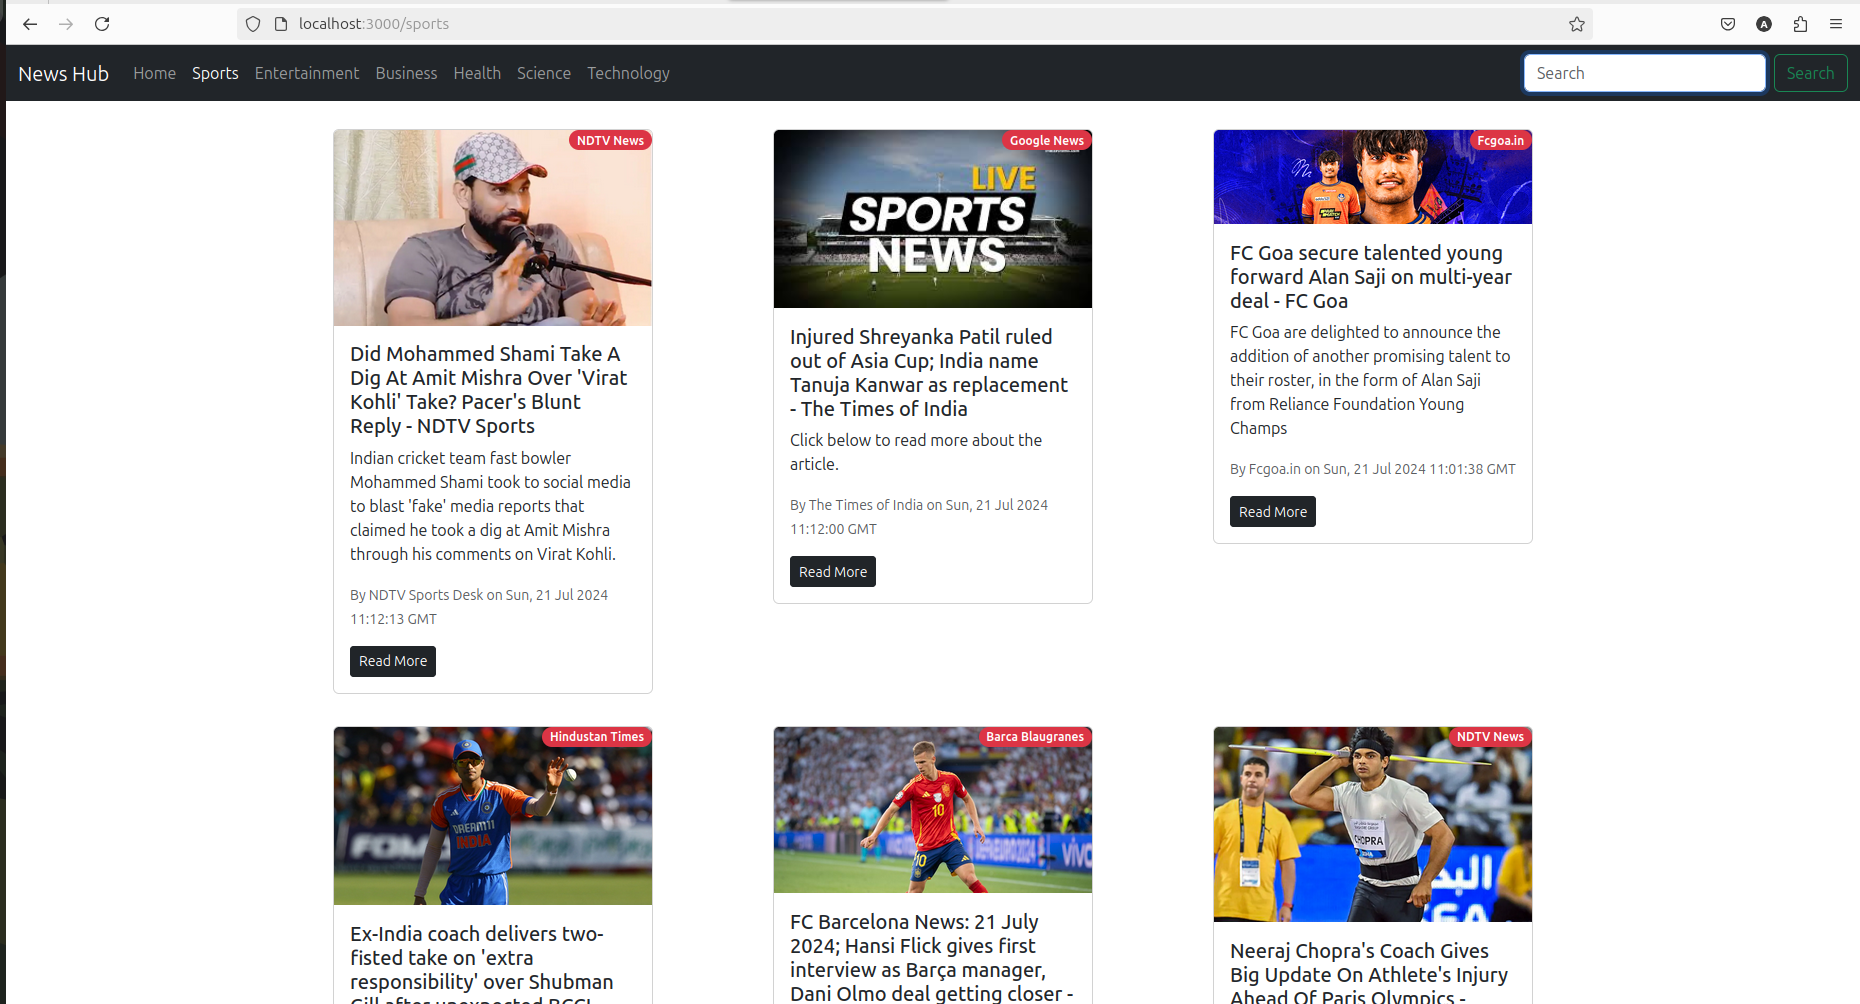 localhost:3000/sports
News Hub Home Sports Entertainment Business Health Science Technology Search Search
NDTV News
Did Mohammed Shami Take A
Dig At Amit Mishra Over 'Virat
Kohli' Take? Pacer's Blunt
Reply - NDTV Sports
Indian cricket team fast bowler
Mohammed Shami took to social media
to blast 'fake' media reports that
claimed he took a dig at Amit Mishra
through his comments on Virat Kohli.
By NDTV Sports Desk on Sun, 21 Jul 2024
11:12:13 GMT
Read More
Google News
LIVE
SPORTS
NEWS
Injured Shreyanka Patil ruled
out of Asia Cup; India name
Tanuja Kanwar as replacement
- The Times of India
Click below to read more about the
article.
By The Times of India on Sun, 21 Jul 2024
11:12:00 GMT
Read More
Fcgoa.in
FC Goa secure talented young
forward Alan Saji on multi-year
deal - FC Goa
FC Goa are delighted to announce the
addition of another promising talent to
their roster, in the form of Alan Saji
from Reliance Foundation Young
Champs
By Fcgoa.in on Sun, 21 Jul 2024 11:01:38 GMT
Read More
Hindustan Times
DREAM11
INDIA
Ex-India coach delivers two-
fisted take on 'extra
responsibility' over Shubman
Gill after unexpected BCCI
Barca Blaugranes
10
10
EURO2024
vivo
FC Barcelona News: 21 July
2024; Hansi Flick gives first
interview as Barça manager,
Dani Olmo deal getting closer -
NDTV News
CHOPRA
Neeraj Chopra's Coach Gives
Big Update On Athlete's Injury
Ahead Of Paris Olympics -